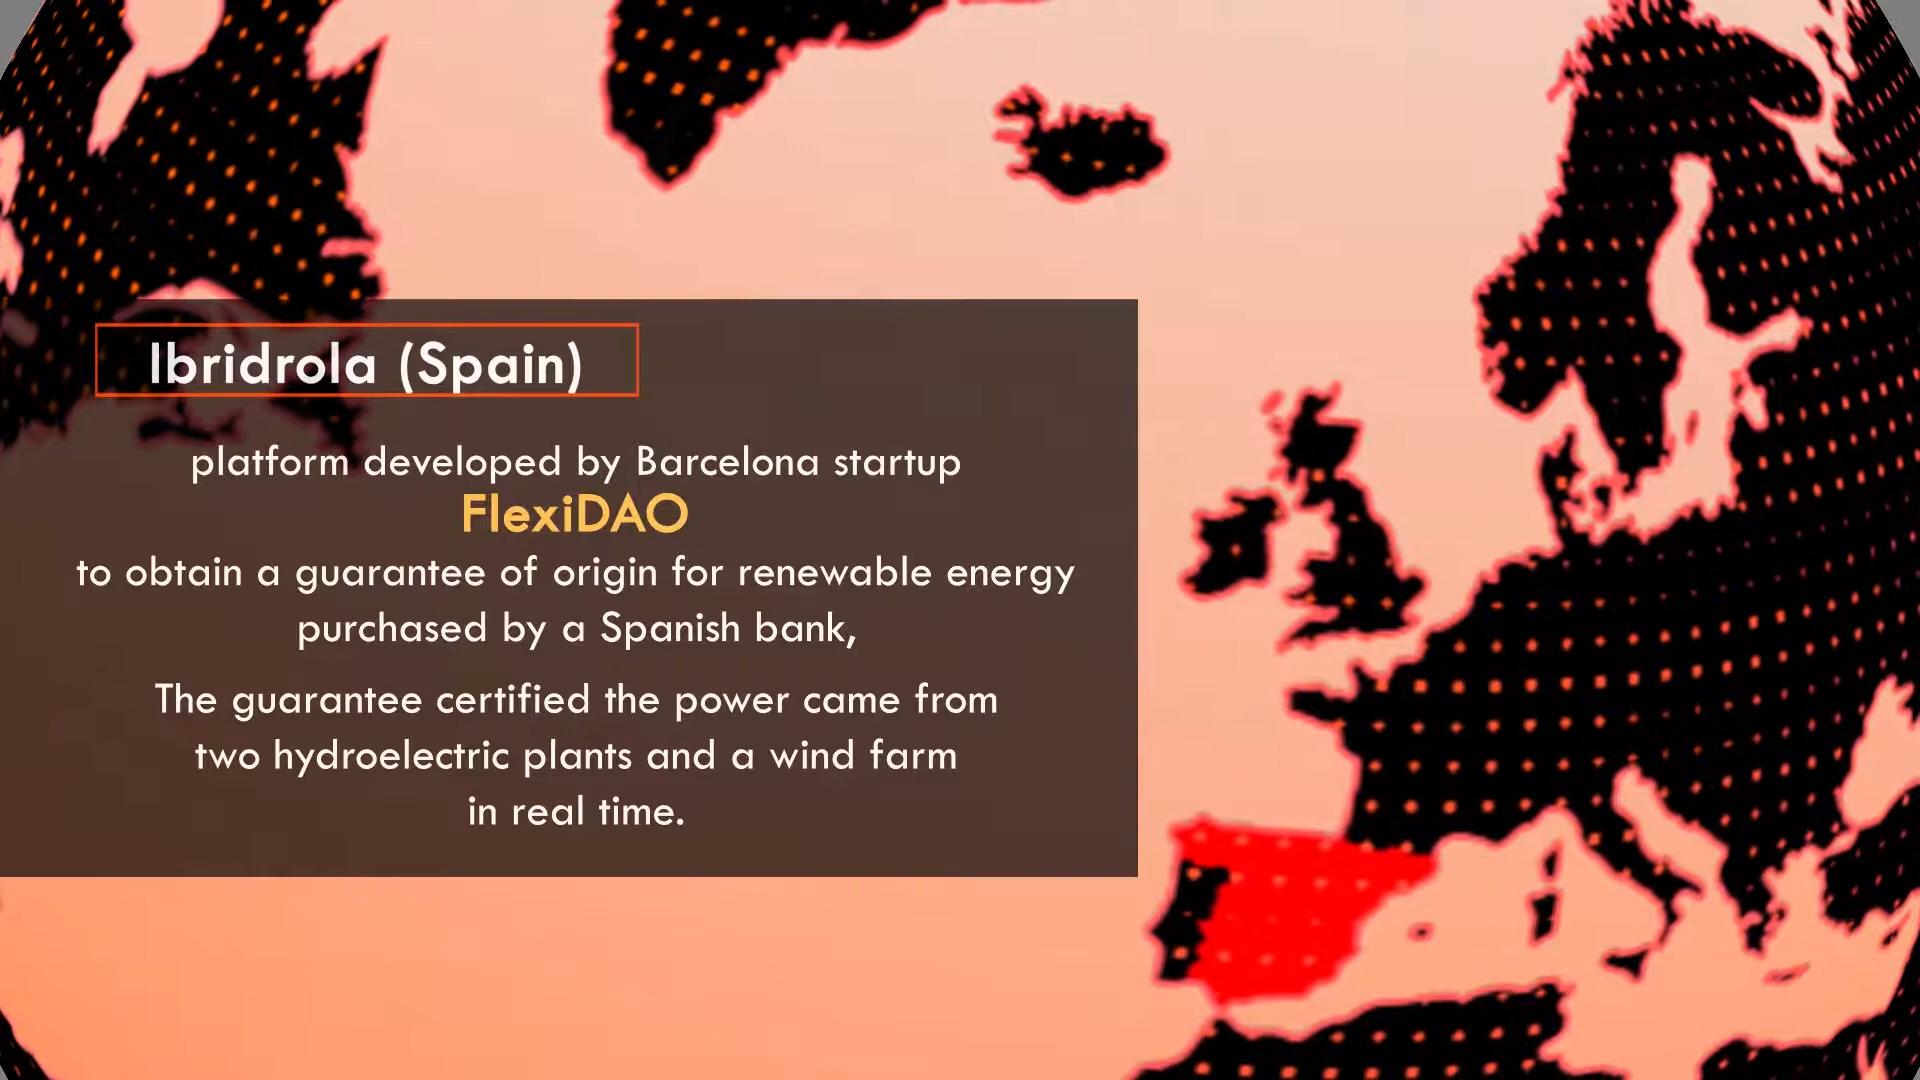 Ibridrola (Spain)
platform developed by Barcelona startup
FlexiDAO
to obtain a guarantee of origin for renewable energy
purchased by a Spanish bank,
The guarantee certified the power came from
two hydroelectric plants and a wind farm
in real time.